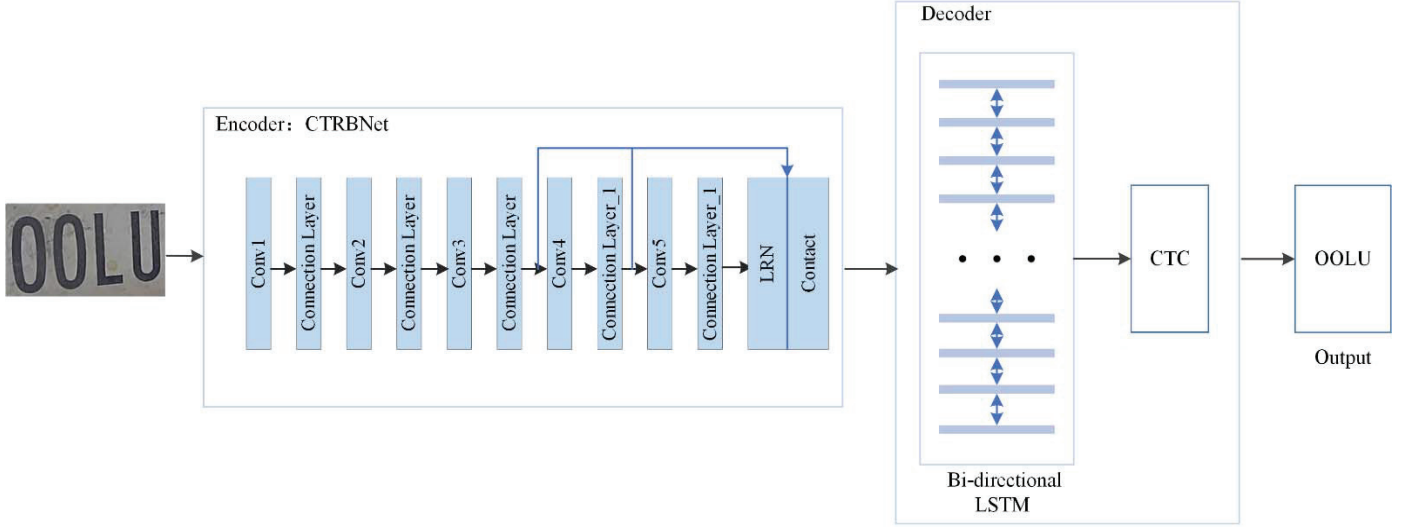 Decoder
Encoder: CTRBNet
OOLU
Conv1
Connection Layer
Conv2
Connection Layer
Conv3
Connection Layer
Conv4
Connection Layer_1
Conv5
Connection Layer_1
LRN
Contact
CTC
OOLU
Output
Bi-directional
LSTM